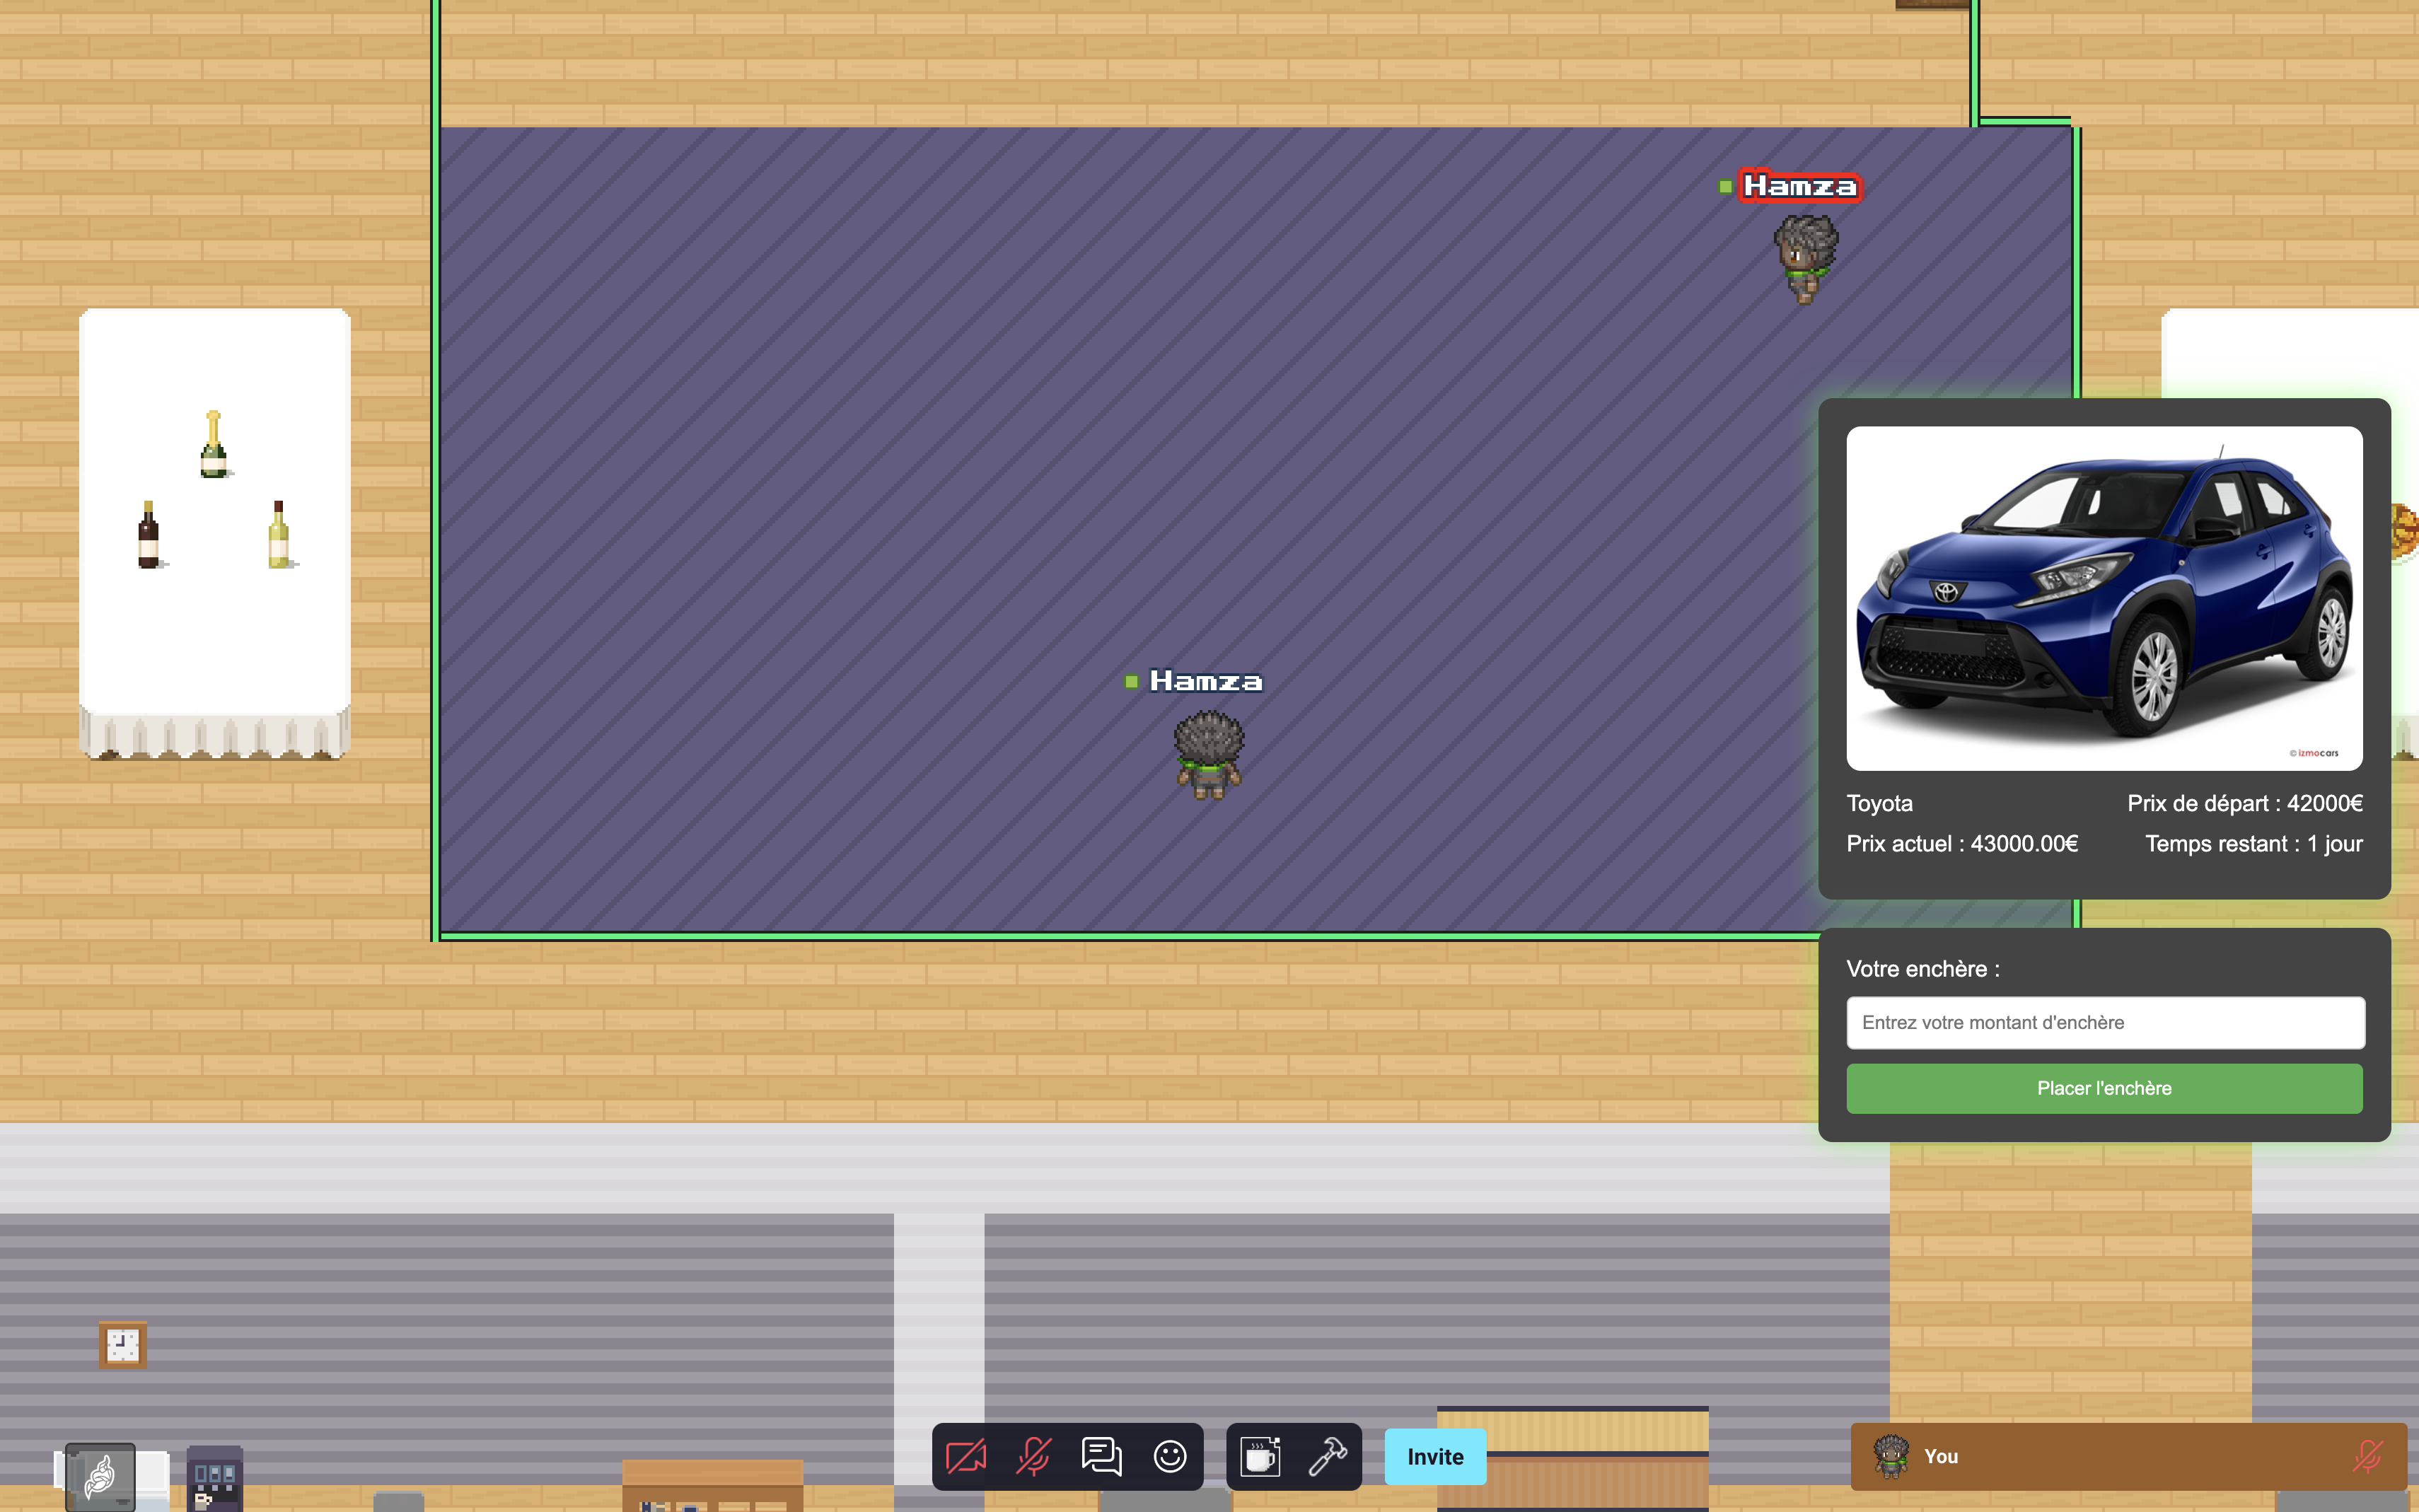 Hamza
Hamza
© izmocars
Toyota
Prix de départ : 42000€
Prix actuel : 43000.00€
Temps restant : 1 jour
Votre enchère :
Entrez votre montant d'enchère
Placer l'enchère
Invite
You